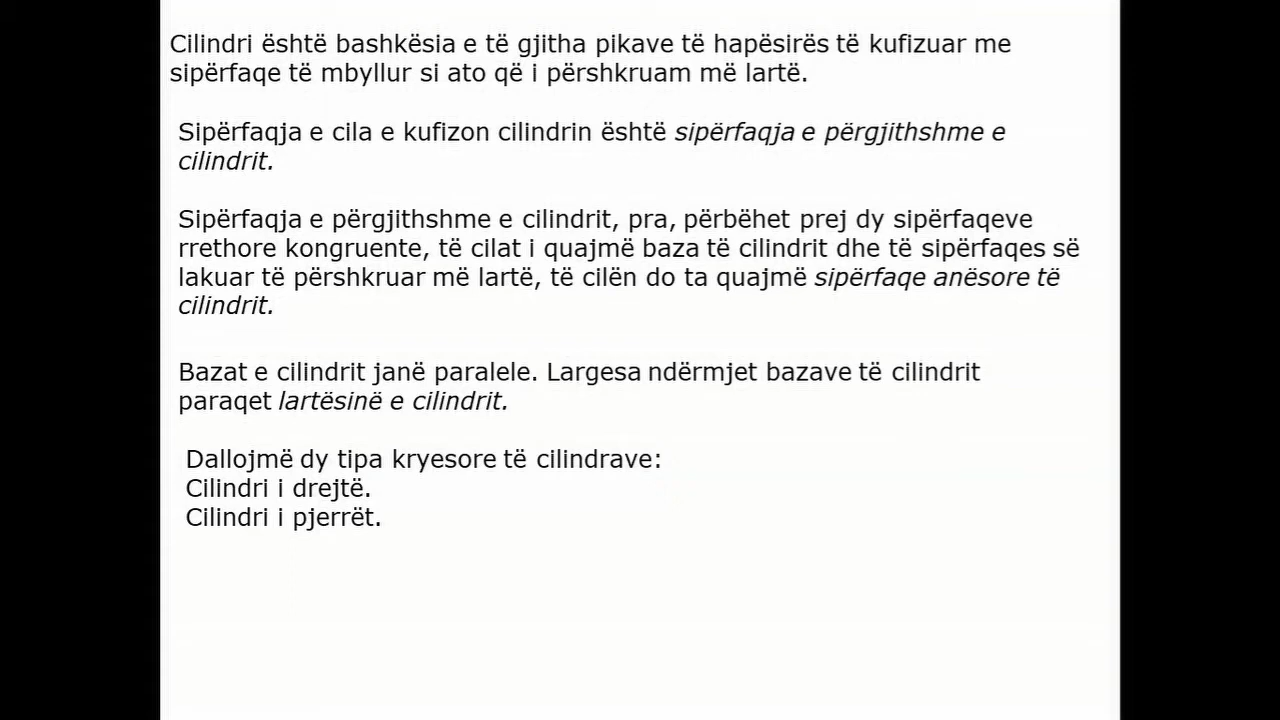 Cilindri është bashkësia e të gjitha pikave të hapësirës të kufizuar me
sipërfaqe të mbyllur si ato që i përshkruam më lartë.
Sipërfaqja e cila e kufizon cilindrin është sipërfaqja e përgjithshme e
cilindrit.
Sipërfaqja e përgjithshme e cilindrit, pra, përbëhet prej dy sipërfaqeve
rrethore kongruente, të cilat i quajmë baza të cilindrit dhe të sipërfaqes së
lakuar të përshkruar më lartë, të cilën do ta quajmë sipërfaqe anësore të
cilindrit.
Bazat e cilindrit janë paralele. Largesa ndërmjet bazave të cilindrit
paraqet lartësinë e cilindrit.
Dallojmë dy tipa kryesore të cilindrave:
Cilindri i drejtë.
Cilindri i pjerrët.